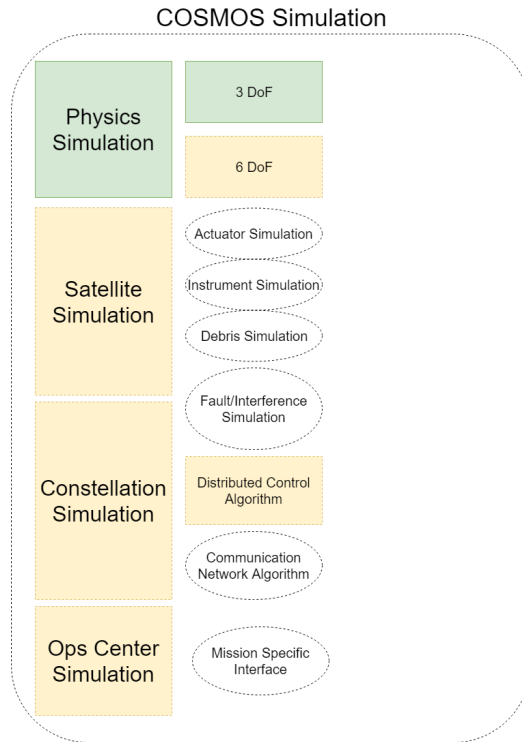 COSMOS Simulation
Physics
Simulation
3 DoF
6 DoF
Satellite
Simulation
Actuator Simulation
Instrument Simulation
Debris Simulation
Constellation
Simulation
Fault/Interference
Simulation
Distributed Control
Algorithm
Communication
Network Algorithm
Ops Center
Simulation
Mission Specific
Interface